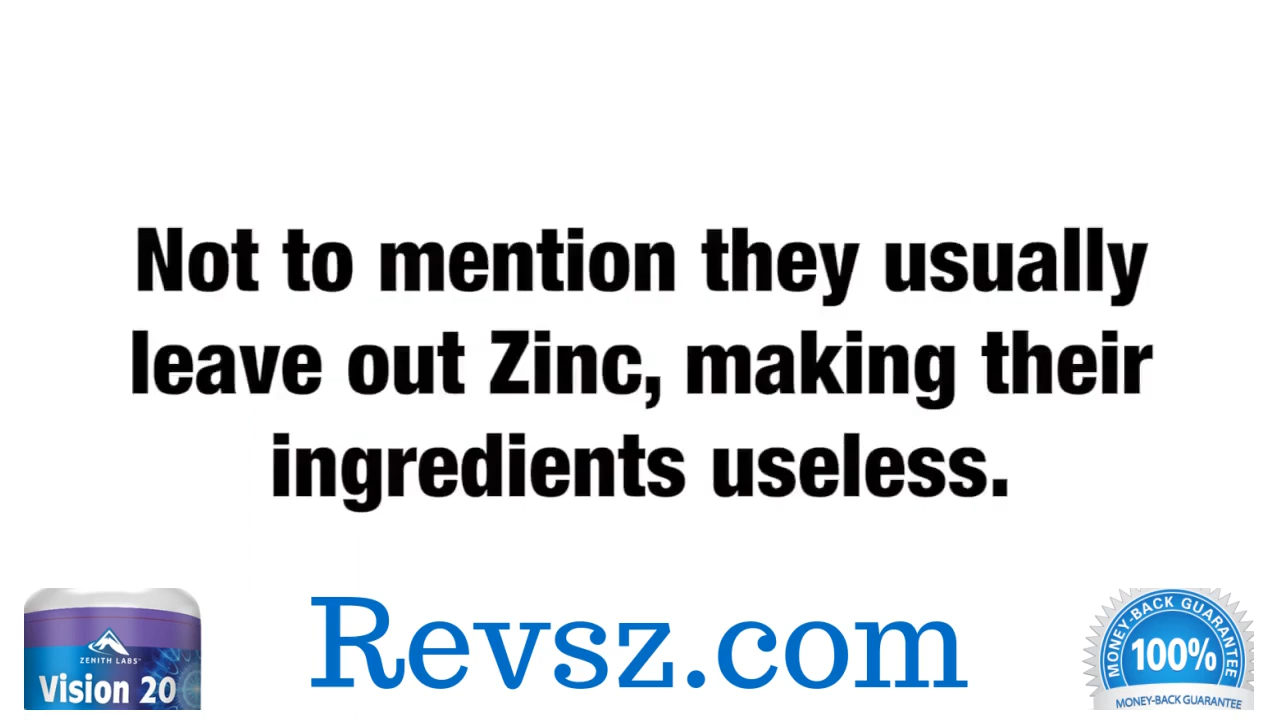 Not to mention they usually
leave out Zinc, making their
ingredients useless.
ZENITH LABS™
Vision 20
Revsz.com
MONEY-BACK GUARANTEE
100%
MONEY-BACK GUARANTEE